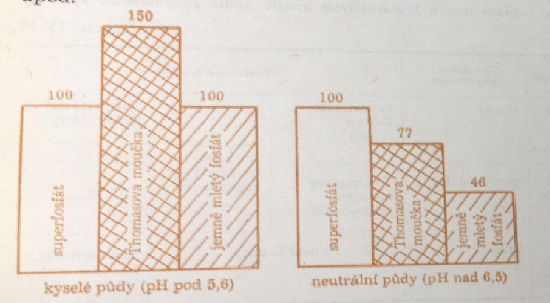 150
100
100
superfosfát
Thomasova moučka
jemně mletý fosfát
kyselé půdy (pH pod 5,6)
100
77
46
superfosfát
Thomasova
moučka
jemně
mletý
fosfát
neutrální půdy (pH nad 6,5)